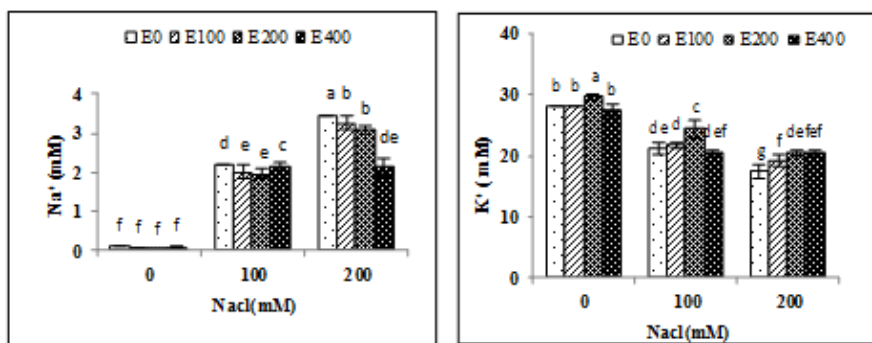 E0 E100 E200 E400
4
3
2
1
0
Na⁺ (mM)
f f f f
d e e c
a b b de
0 100 200
Nacl(mM)
E0 E100 E200 E400
40
30
20
10
0
K⁺ (mM)
b b a b
de d c def
g f def ef
0 100 200
Nacl(mM)